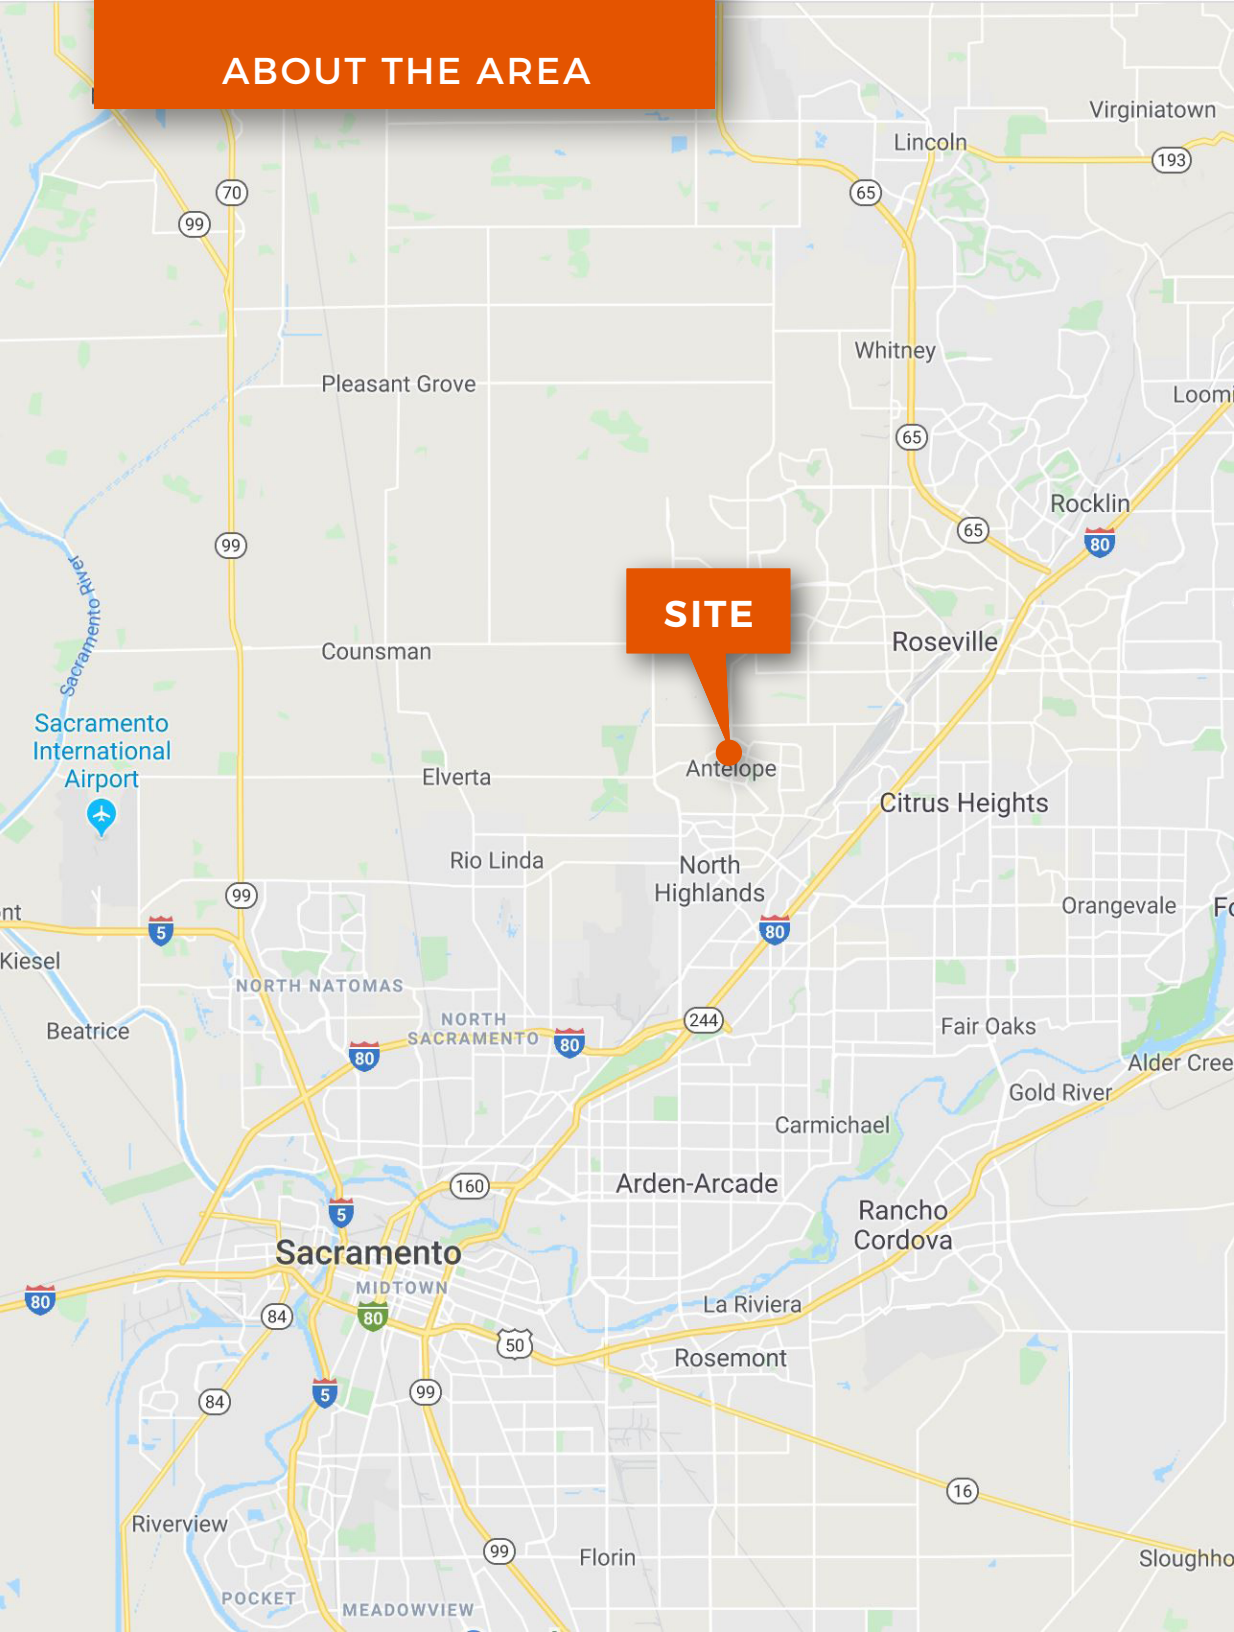 ABOUT THE AREA
Virginiatown
Lincoln
193
70
65
99
Whitney
Pleasant Grove
Loomi
65
Rocklin
65
80
99
Sacramento River
SITE
Roseville
Counsman
Sacramento
International
Airport
Elverta
Antelope
Citrus Heights
Rio Linda
North
Highlands
99
Orangevale
Fo
nt
5
80
Kiesel
NORTH NATOMAS
NORTH
SACRAMENTO
244
Beatrice
Fair Oaks
80
80
Alder Cree
Gold River
Carmichael
160
Arden-Arcade
5
Rancho
Cordova
Sacramento
MIDTOWN
80
La Riviera
84
80
50
Rosemont
5
99
84
16
Riverview
99
Florin
Sloughho
POCKET
MEADOWVIEW